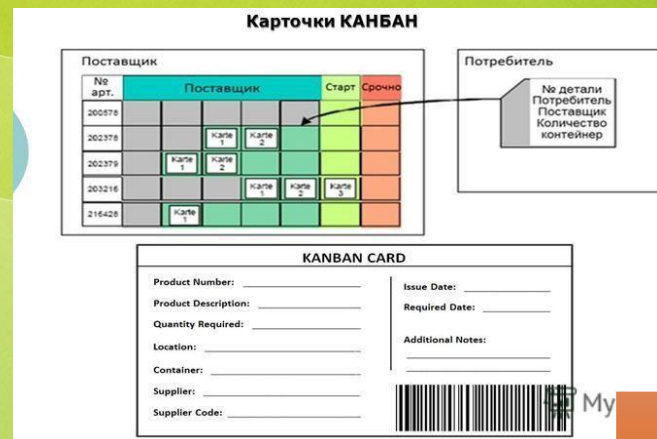 Карточки КАНБАН
Поставщик
№ арт.
Поставщик
Старт
Срочно
200578
202378
Karte 1
Karte 2
202379
Karte 1
Karte 2
203216
Karte 1
Karte 2
Karte 3
216428
Karte 1
Потребитель
№ детали
Потребитель
Поставщик
Количество
контейнер
KANBAN CARD
Product Number:
Product Description:
Quantity Required:
Location:
Container:
Supplier:
Supplier Code:
Issue Date:
Required Date:
Additional Notes:
My